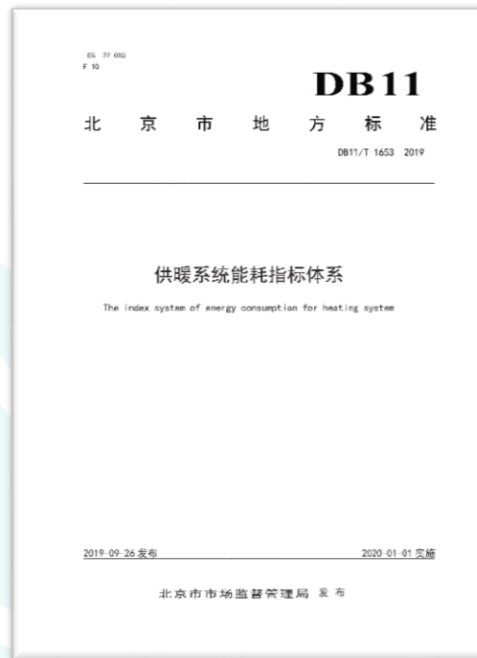 F 10
DB11
北京市地方标准
DB11/T 1653 2019
供暖系统能耗指标体系
The index system of energy consumption for heating system
2019-09-26 发布
2020-01-01 实施
北京市市场监督管理局 发布